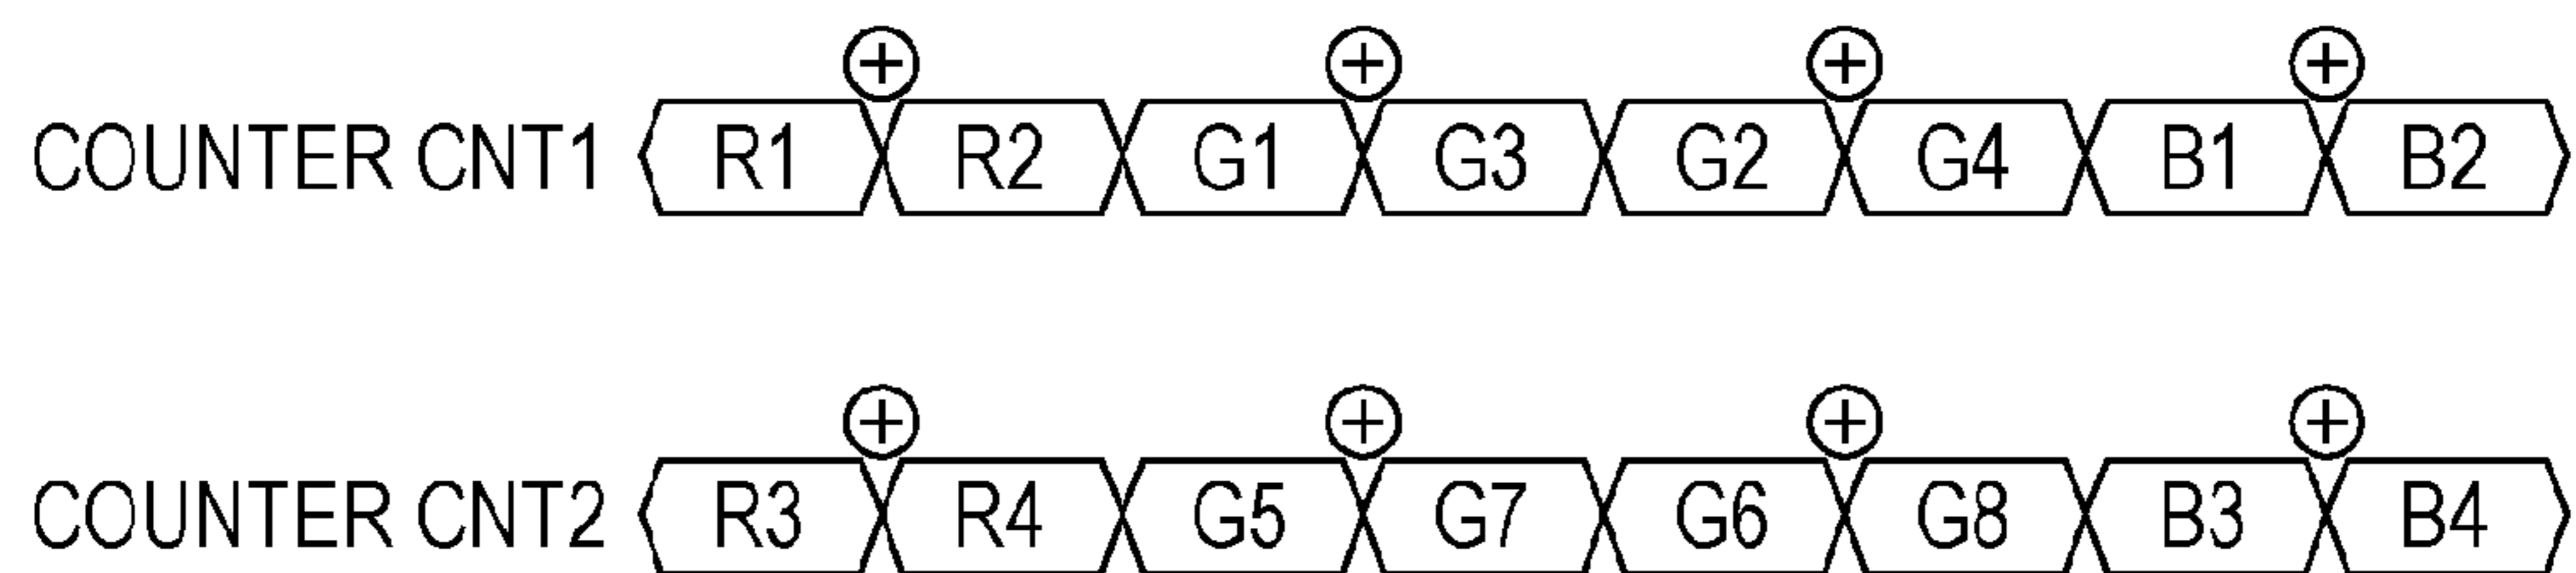 + + + +
COUNTER CNT1 R1 R2 G1 G3 G2 G4 B1 B2
+ + + +
COUNTER CNT2 R3 R4 G5 G7 G6 G8 B3 B4